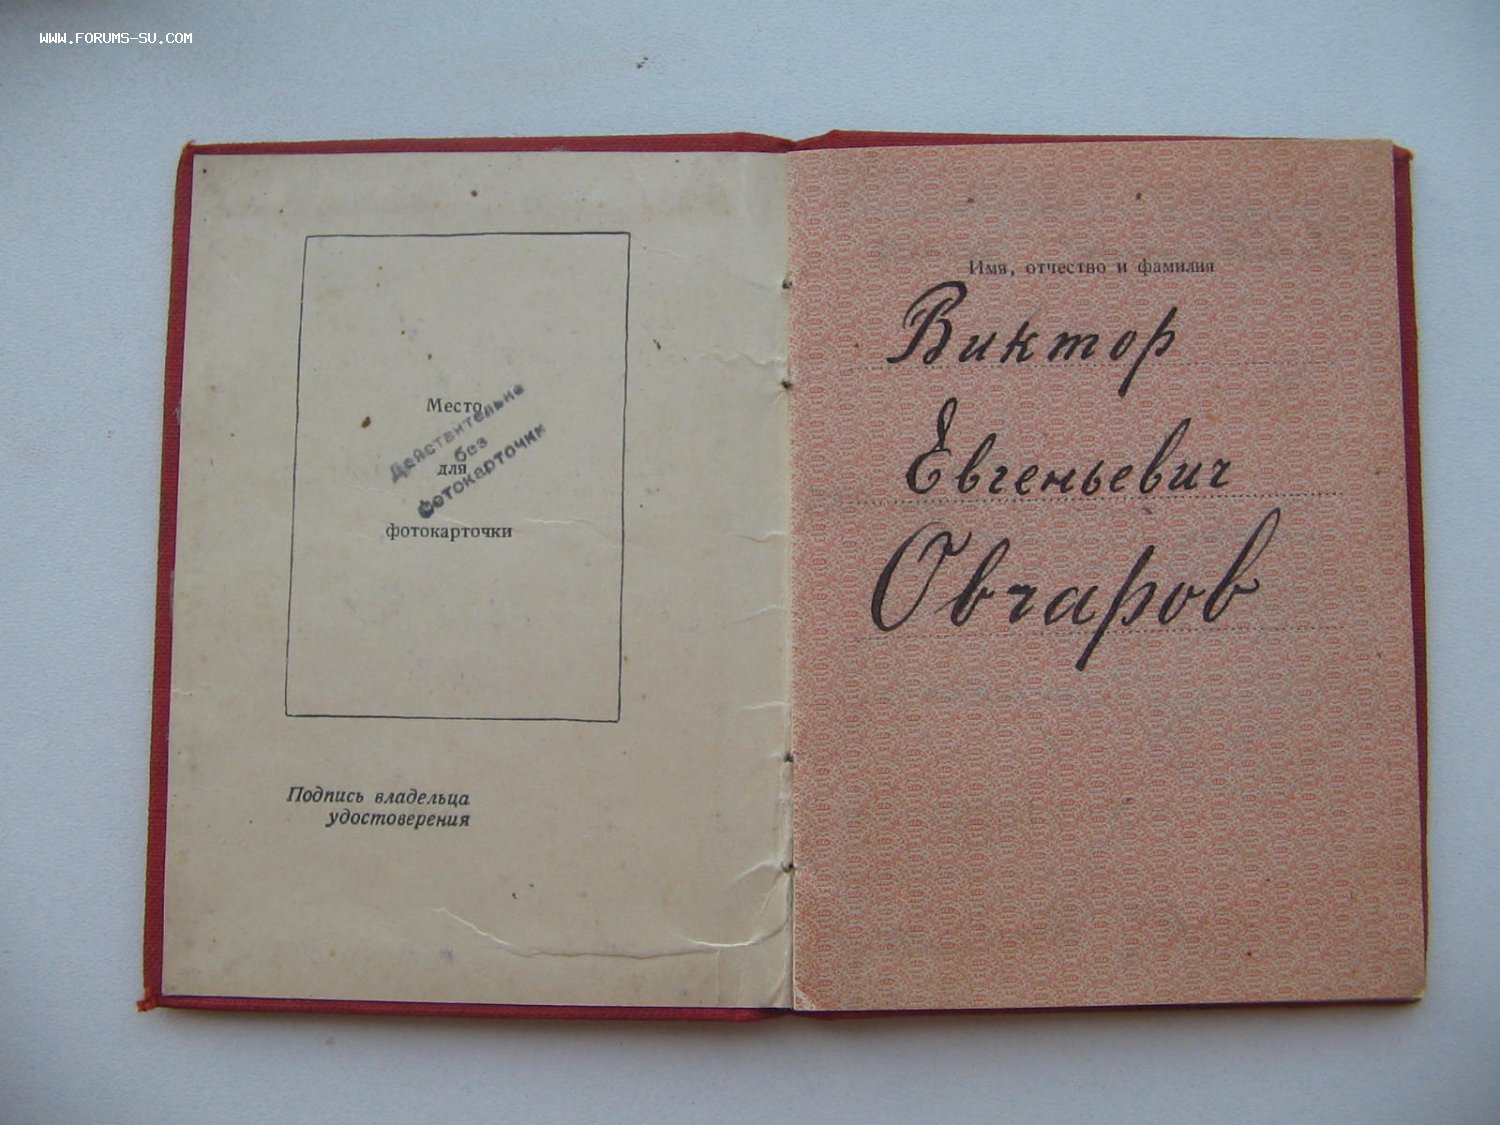 WWW.FORUMS-SU.COM
Место
для
фотокарточки
Действительно
без
фотокарточки
Подпись владельца
удостоверения
Имя, отчество и фамилия
Виктор
Евгеньевич
Овчаров